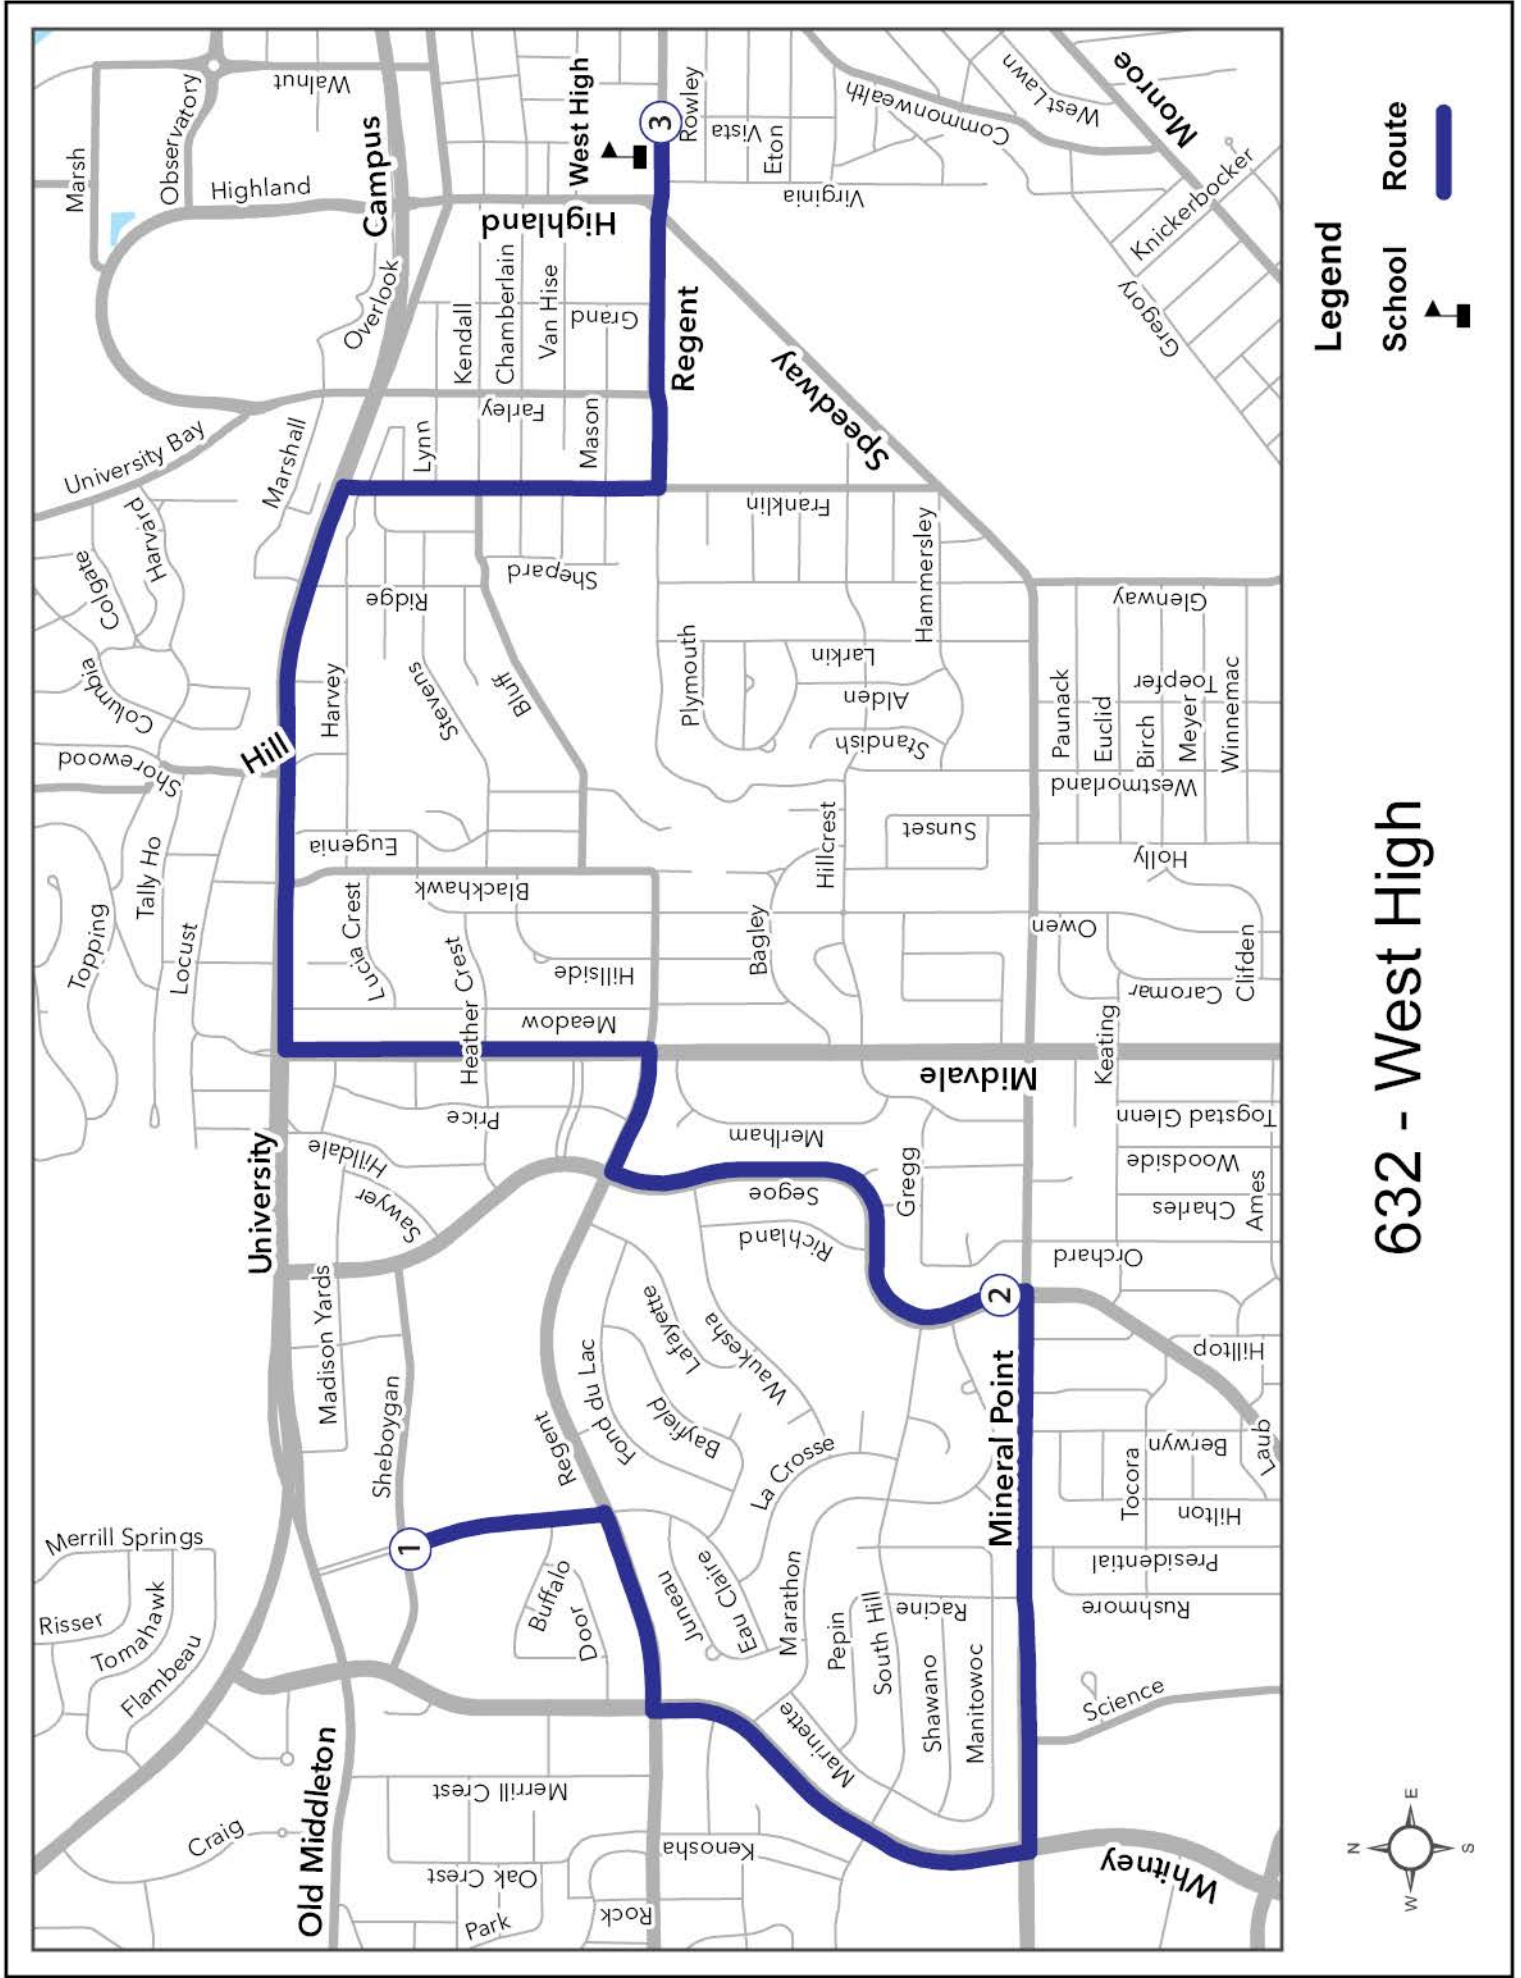 Marsh
Observatory
Walnut
Highland
Campus
West High
3
Rowley
Vista
Eton
Virginia
Commonwealth
West Lawn
Monroe
Knickerbocker
Gregory
Highland
Overlook
Kendall
Chamberlain
Van Hise
Grand
Regent
Speedway
University Bay
Marshall
Lynn
Farley
Mason
Franklin
Hammersley
Harvard
Colgate
Columbia
Shorewood
Hill
Harvey
Ridge
Shepard
Stevens
Bluff
Plymouth
Larkin
Alden
Standish
Glenway
Paunack
Euclid
Birch
Toepfer
Meyer
Winnemac
Westmorland
Holly
Topping
Tally Ho
Locust
Eugenia
Blackhawk
Lucia Crest
Heather Crest
Hillside
Meadow
Bagley
Hillcrest
Sunset
Owen
Caromar
Clifden
Keating
Midvale
University
Hilldale
Sawyer
Price
Merlham
Segoe
Richland
Gregg
Togstad Glenn
Woodside
Charles
Ames
Orchard
Madison Yards
Sheboygan
Regent
Fond du Lac
Lafayette
Waukesha
Bayfield
La Crosse
2
Mineral Point
Hilltop
Berwyn
Laub
Tocora
Hilton
Presidential
Rushmore
Merrill Springs
Risser
Tomahawk
Flambeau
1
Buffalo
Door
Juneau
Eau Claire
Marathon
Pepin
South Hill
Racine
Shawano
Manitowoc
Marinette
Science
Old Middleton
Craig
Merrill Crest
Oak Crest
Park
Rock
Kenosha
Whitney
Legend
School
Route
632 - West High
N
E
S
W